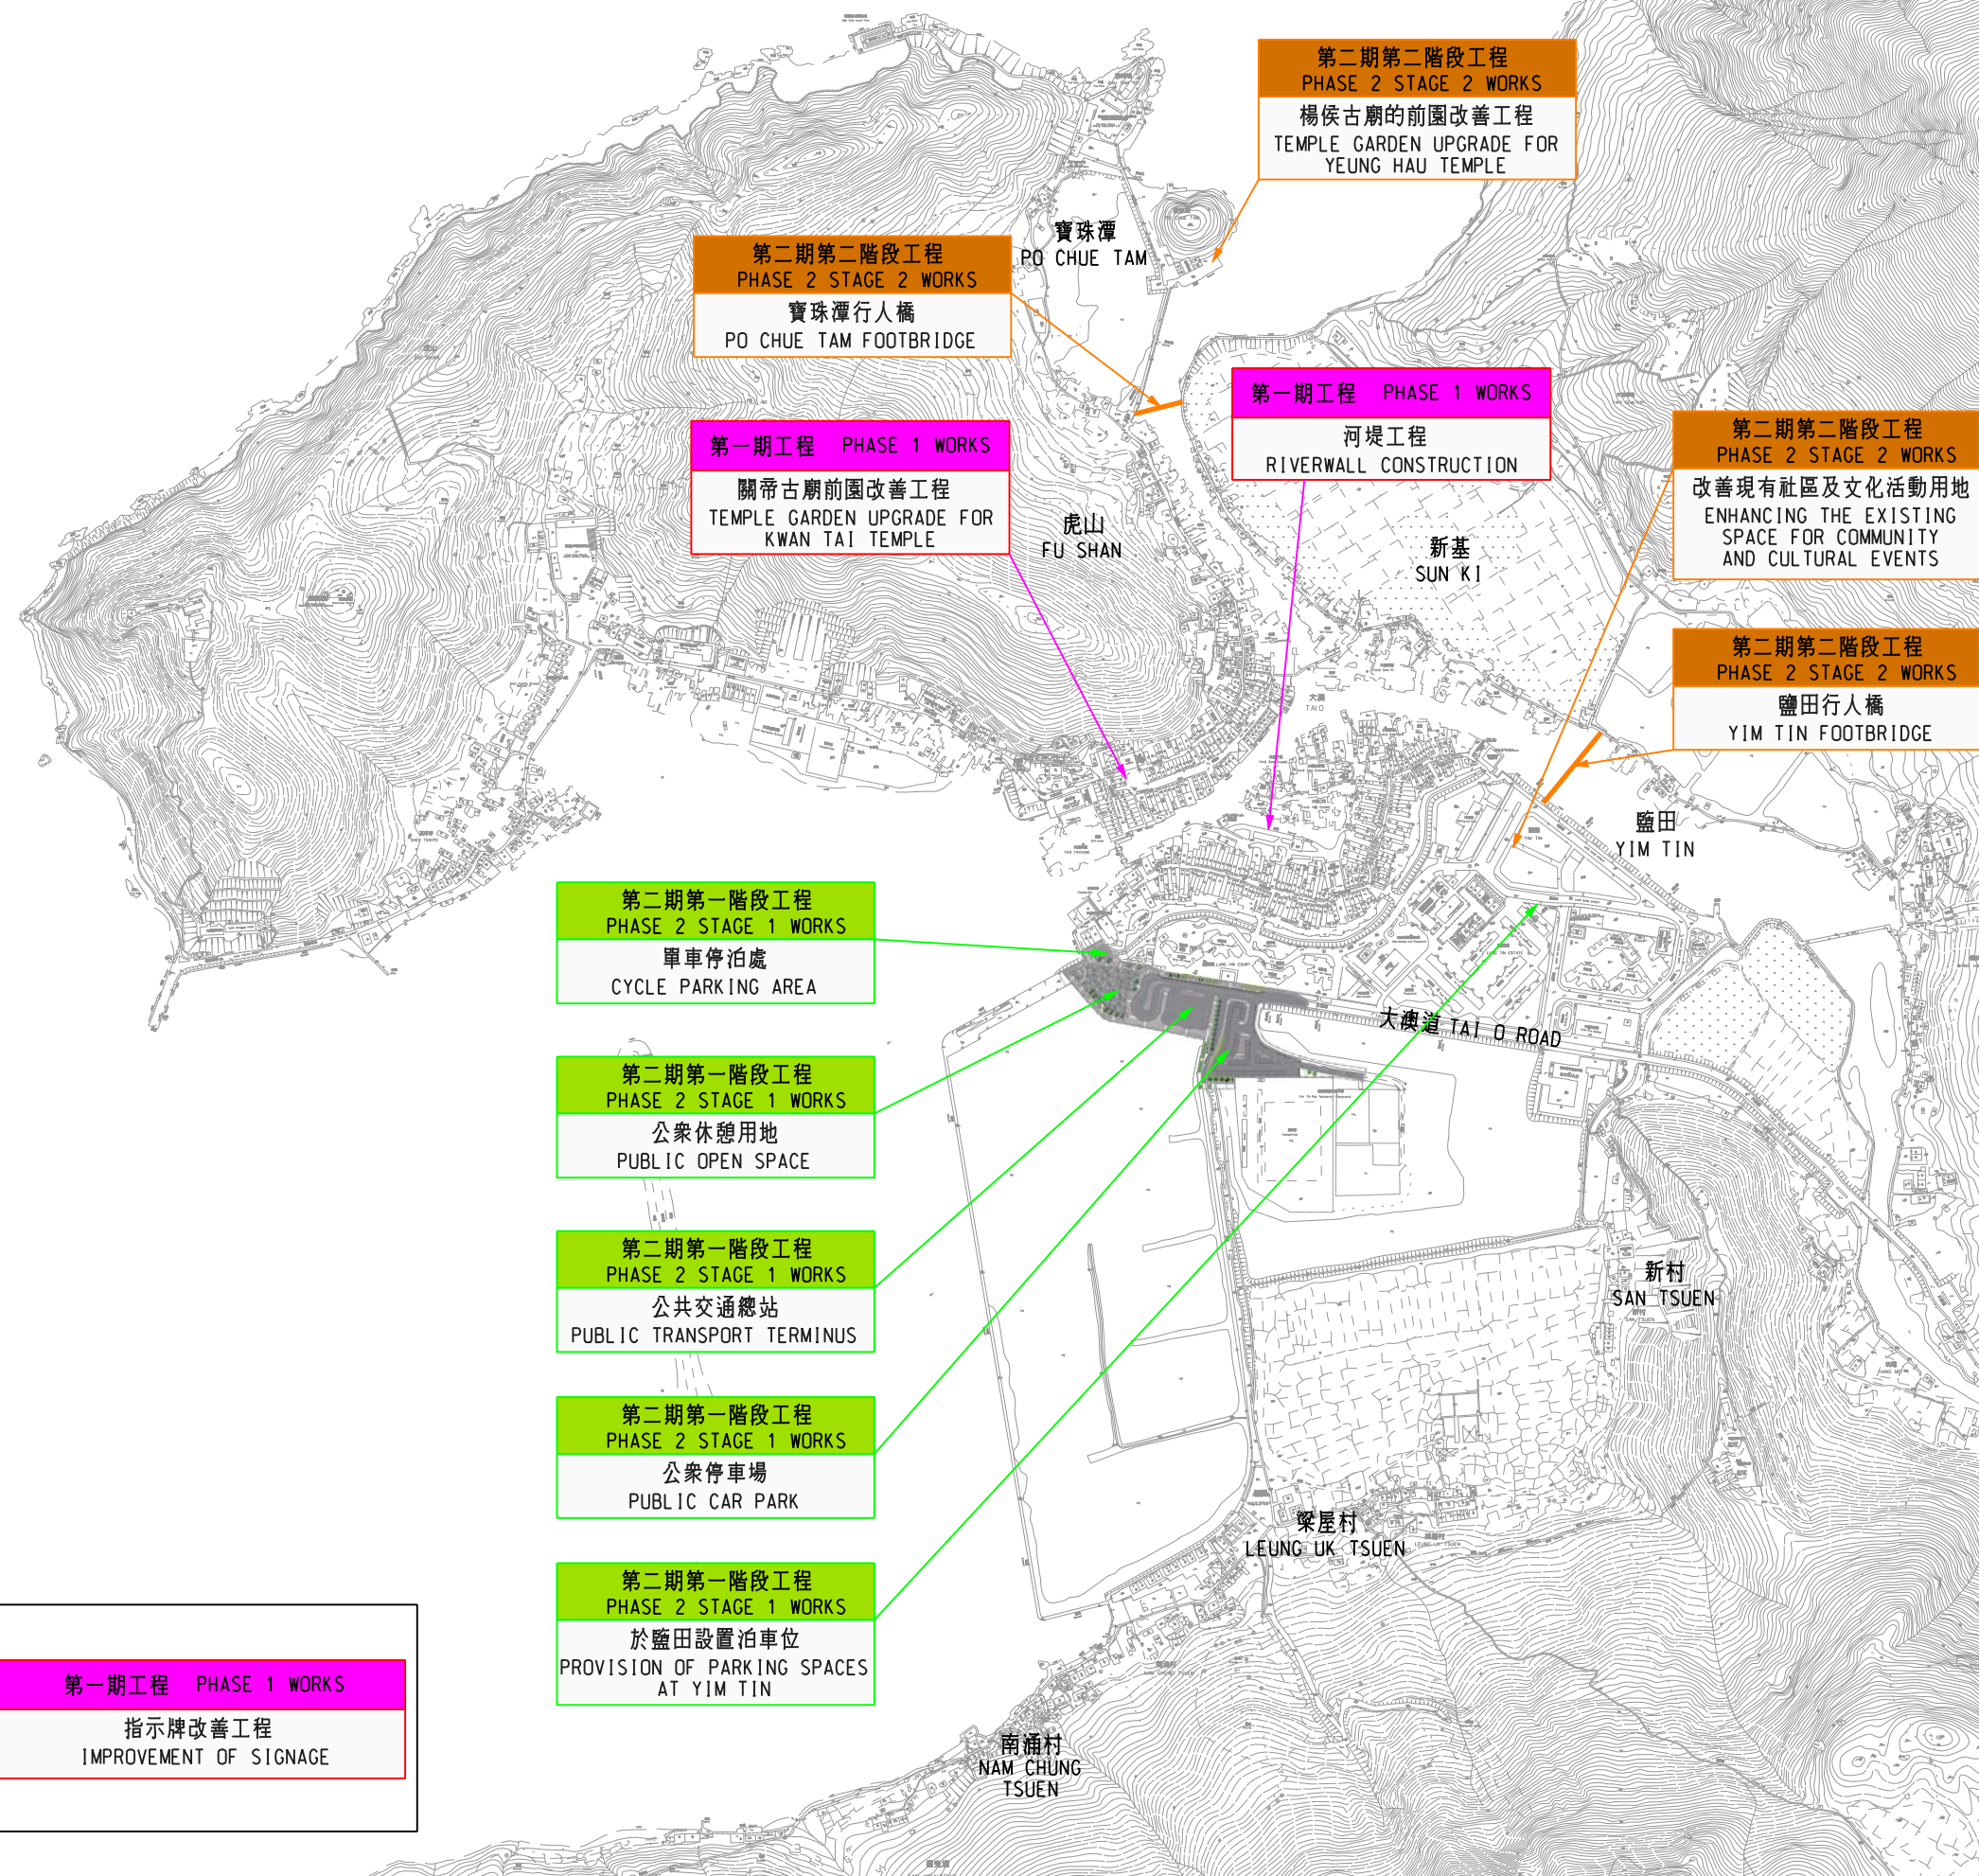 第二期第二階段工程
PHASE 2 STAGE 2 WORKS
楊侯古廟的前園改善工程
TEMPLE GARDEN UPGRADE FOR
YEUNG HAU TEMPLE
寶珠潭
PO CHUE TAM
第二期第二階段工程
PHASE 2 STAGE 2 WORKS
寶珠潭行人橋
PO CHUE TAM FOOTBRIDGE
第一期工程 PHASE 1 WORKS
河堤工程
RIVERWALL CONSTRUCTION
第一期工程 PHASE 1 WORKS
關帝古廟前園改善工程
TEMPLE GARDEN UPGRADE FOR
KWAN TAI TEMPLE
虎山
FU SHAN
新基
SUN KI
第二期第二階段工程
PHASE 2 STAGE 2 WORKS
改善現有社區及文化活動用地
ENHANCING THE EXISTING
SPACE FOR COMMUNITY
AND CULTURAL EVENTS
第二期第二階段工程
PHASE 2 STAGE 2 WORKS
鹽田行人橋
YIM TIN FOOTBRIDGE
大澳
TAI O
鹽田
YIM TIN
第二期第一階段工程
PHASE 2 STAGE 1 WORKS
單車停泊處
CYCLE PARKING AREA
大澳道 TAI O ROAD
第二期第一階段工程
PHASE 2 STAGE 1 WORKS
公眾休憩用地
PUBLIC OPEN SPACE
第二期第一階段工程
PHASE 2 STAGE 1 WORKS
公共交通總站
PUBLIC TRANSPORT TERMINUS
新村
SAN TSUEN
第二期第一階段工程
PHASE 2 STAGE 1 WORKS
公眾停車場
PUBLIC CAR PARK
梁屋村
LEUNG UK TSUEN
第二期第一階段工程
PHASE 2 STAGE 1 WORKS
於鹽田設置泊車位
PROVISION OF PARKING SPACES
AT YIM TIN
第一期工程 PHASE 1 WORKS
指示牌改善工程
IMPROVEMENT OF SIGNAGE
南涌村
NAM CHUNG
TSUEN